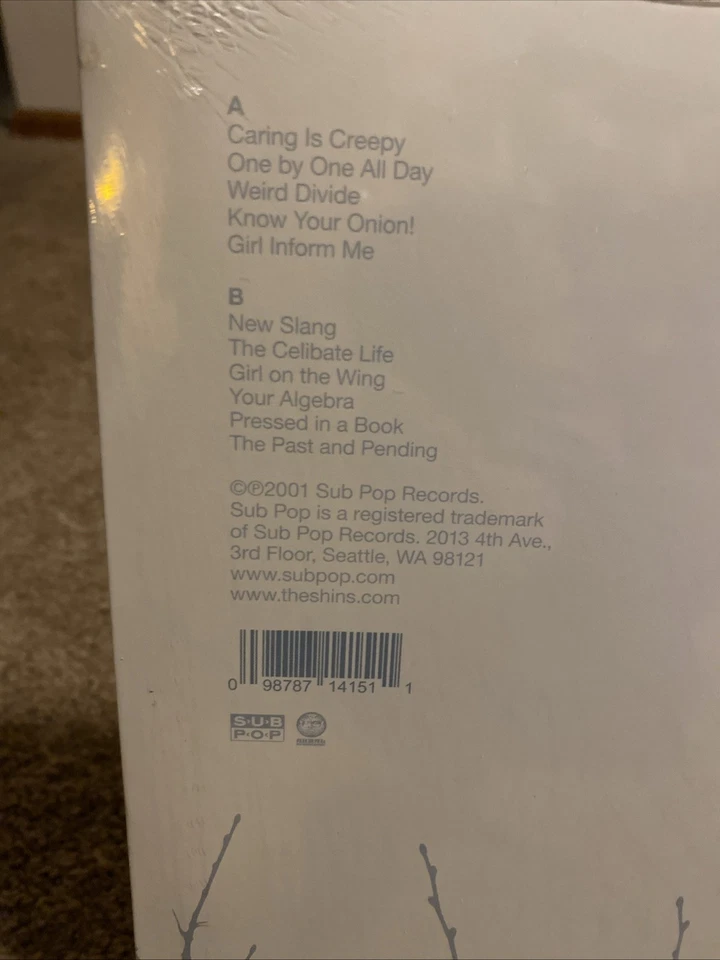 A
Caring Is Creepy
One by One All Day
Weird Divide
Know Your Onion!
Girl Inform Me
B
New Slang
The Celibate Life
Girl on the Wing
Your Algebra
Pressed in a Book
The Past and Pending
©℗2001 Sub Pop Records.
Sub Pop is a registered trademark
of Sub Pop Records. 2013 4th Ave.,
3rd Floor, Seattle, WA 98121
www.subpop.com
www.theshins.com
0 98787 14151 1
SUB
POP